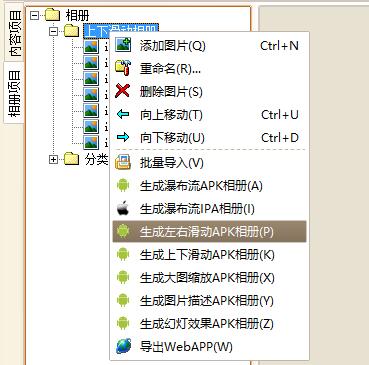 内容项目
相册项目
相册
上下滑动相册
分类
添加图片(Q) Ctrl+N
重命名(R)...
删除图片(S)
向上移动(T) Ctrl+U
向下移动(U) Ctrl+D
批量导入(V)
生成瀑布流APK相册(A)
生成瀑布流IPA相册(I)
生成左右滑动APK相册(P)
生成上下滑动APK相册(K)
生成大图缩放APK相册(X)
生成图片描述APK相册(Y)
生成幻灯效果APK相册(Z)
导出WebAPP(W)